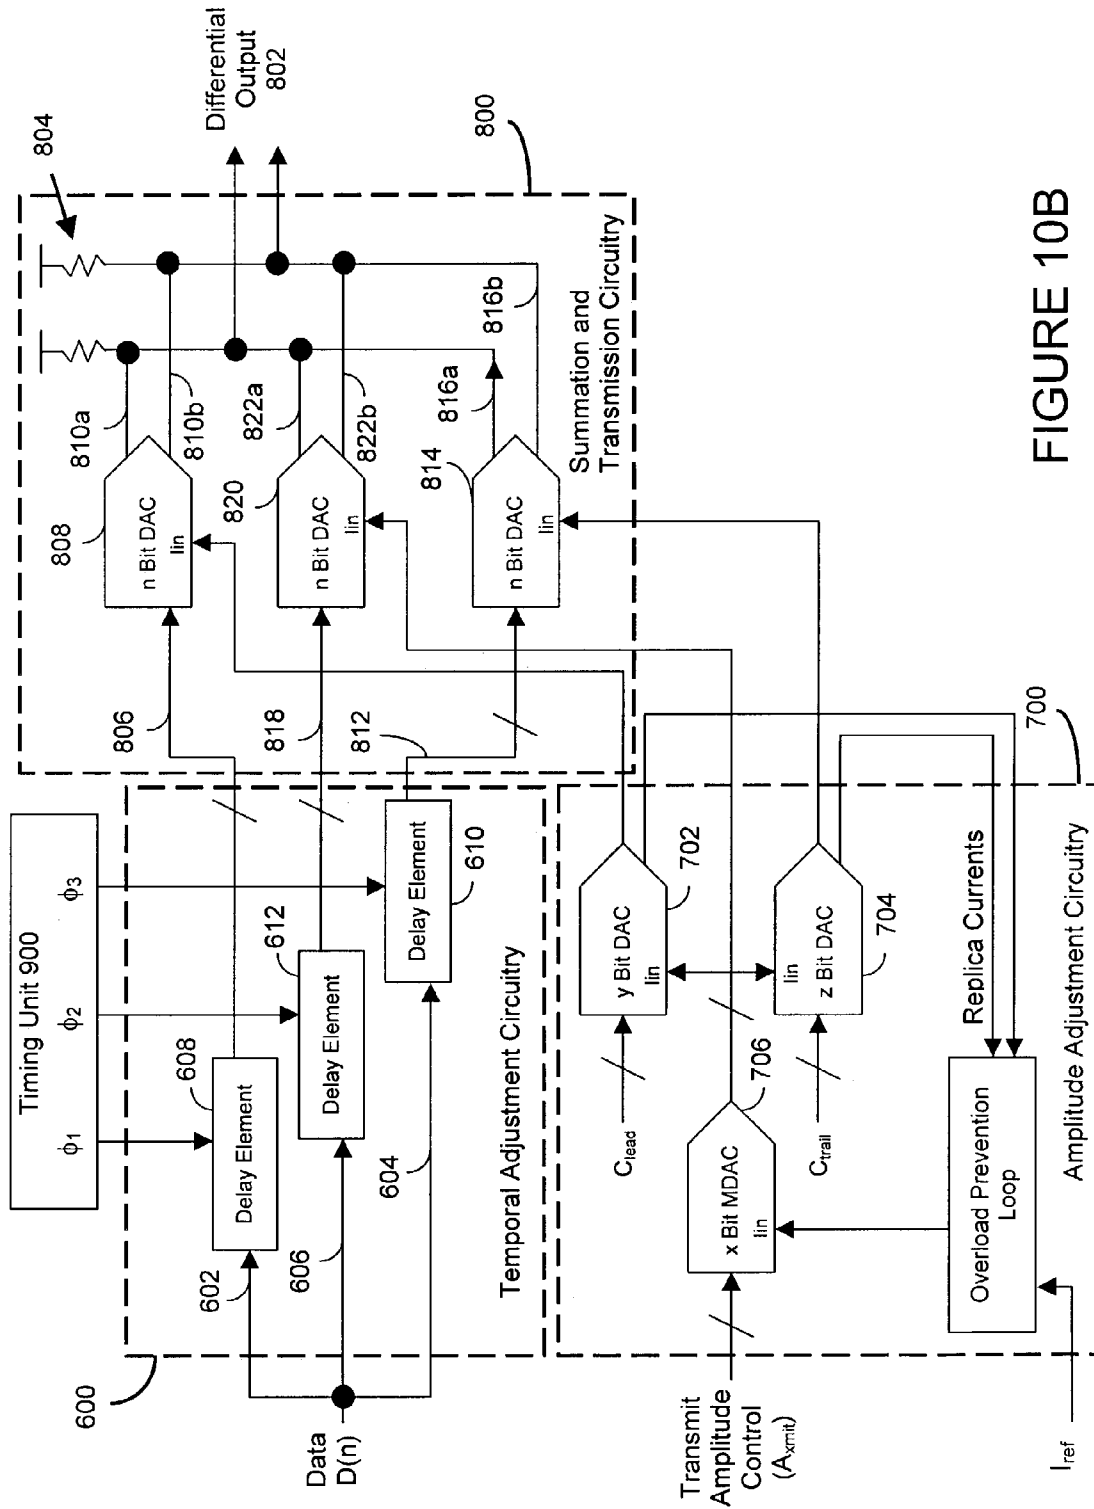 Timing Unit 900
ϕ1
ϕ2
ϕ3
804
Differential
Output
802
800
810a
810b
822a
822b
816a
816b
808
n Bit DAC
Iin
820
n Bit DAC
Iin
814
n Bit DAC
Iin
Summation and
Transmission Circuitry
806
818
812
608
Delay Element
612
Delay Element
610
Delay Element
602
606
604
Temporal Adjustment Circuitry
600
Data
D(n)
700
702
y Bit DAC
Iin
704
z Bit DAC
Iin
706
x Bit MDAC
Iin
Clead
Ctrail
Replica Currents
Overload Prevention
Loop
Amplitude Adjustment Circuitry
Transmit
Amplitude
Control
(Axmit)
Iref
FIGURE 10B